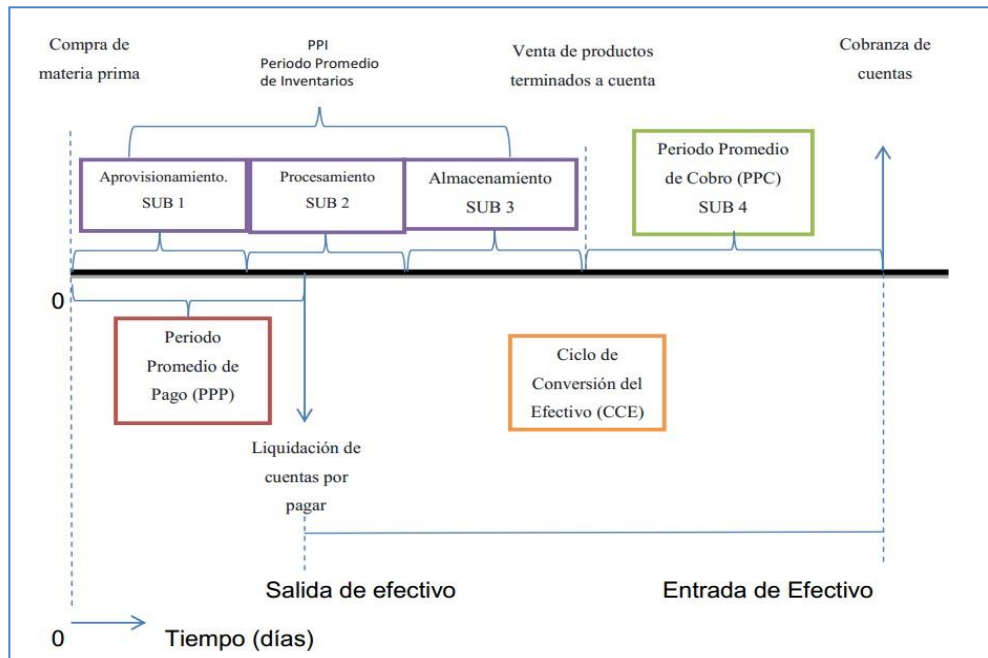 Compra de
materia prima
PPI
Periodo Promedio
de Inventarios
Venta de productos
terminados a cuenta
Cobranza de
cuentas
Aprovisionamiento.
SUB 1
Procesamiento
SUB 2
Almacenamiento
SUB 3
Periodo Promedio
de Cobro (PPC)
SUB 4
0
Periodo
Promedio de
Pago (PPP)
Ciclo de
Conversión del
Efectivo (CCE)
Liquidación de
cuentas por
pagar
Salida de efectivo
Entrada de Efectivo
0
Tiempo (días)